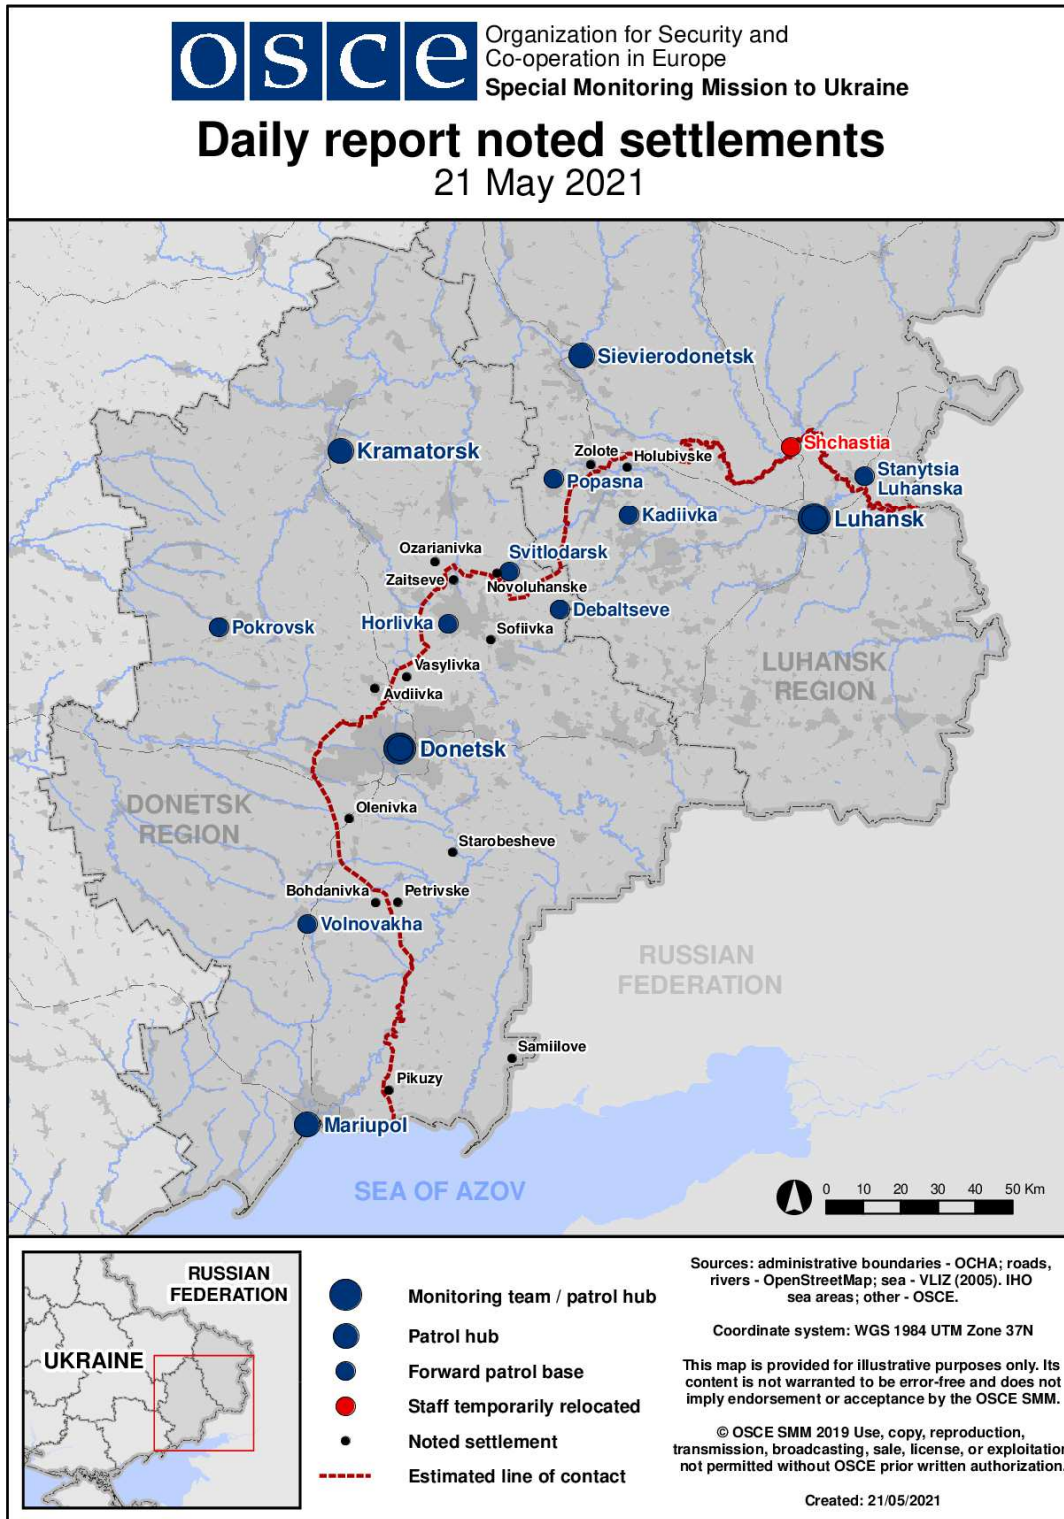 osce
Organization for Security and
Co-operation in Europe
Special Monitoring Mission to Ukraine
Daily report noted settlements
21 May 2021
Sievierodonetsk
Kramatorsk
Shchastia
Zolote
Holubivske
Stanytsia
Luhanska
Popasna
Kadiivka
Luhansk
Ozarianivka
Svitlodarsk
Zaitseve
Novoluhanske
Debaltseve
Horlivka
Pokrovsk
Sofiivka
LUHANSK
REGION
Vasylivka
Avdiivka
Donetsk
DONETSK
REGION
Olenivka
Starobesheve
Bohdanivka
Petrivske
Volnovakha
RUSSIAN
FEDERATION
Samiilove
Pikuzy
Mariupol
SEA OF AZOV
0 10 20 30 40 50 Km
RUSSIAN
FEDERATION
UKRAINE
Monitoring team / patrol hub
Patrol hub
Forward patrol base
Staff temporarily relocated
Noted settlement
Estimated line of contact
Sources: administrative boundaries - OCHA; roads,
rivers - OpenStreetMap; sea - VLIZ (2005). IHO
sea areas; other - OSCE.
Coordinate system: WGS 1984 UTM Zone 37N
This map is provided for illustrative purposes only. Its
content is not warranted to be error-free and does not
imply endorsement or acceptance by the OSCE SMM.
© OSCE SMM 2019 Use, copy, reproduction,
transmission, broadcasting, sale, license, or exploitation
not permitted without OSCE prior written authorization.
Created: 21/05/2021